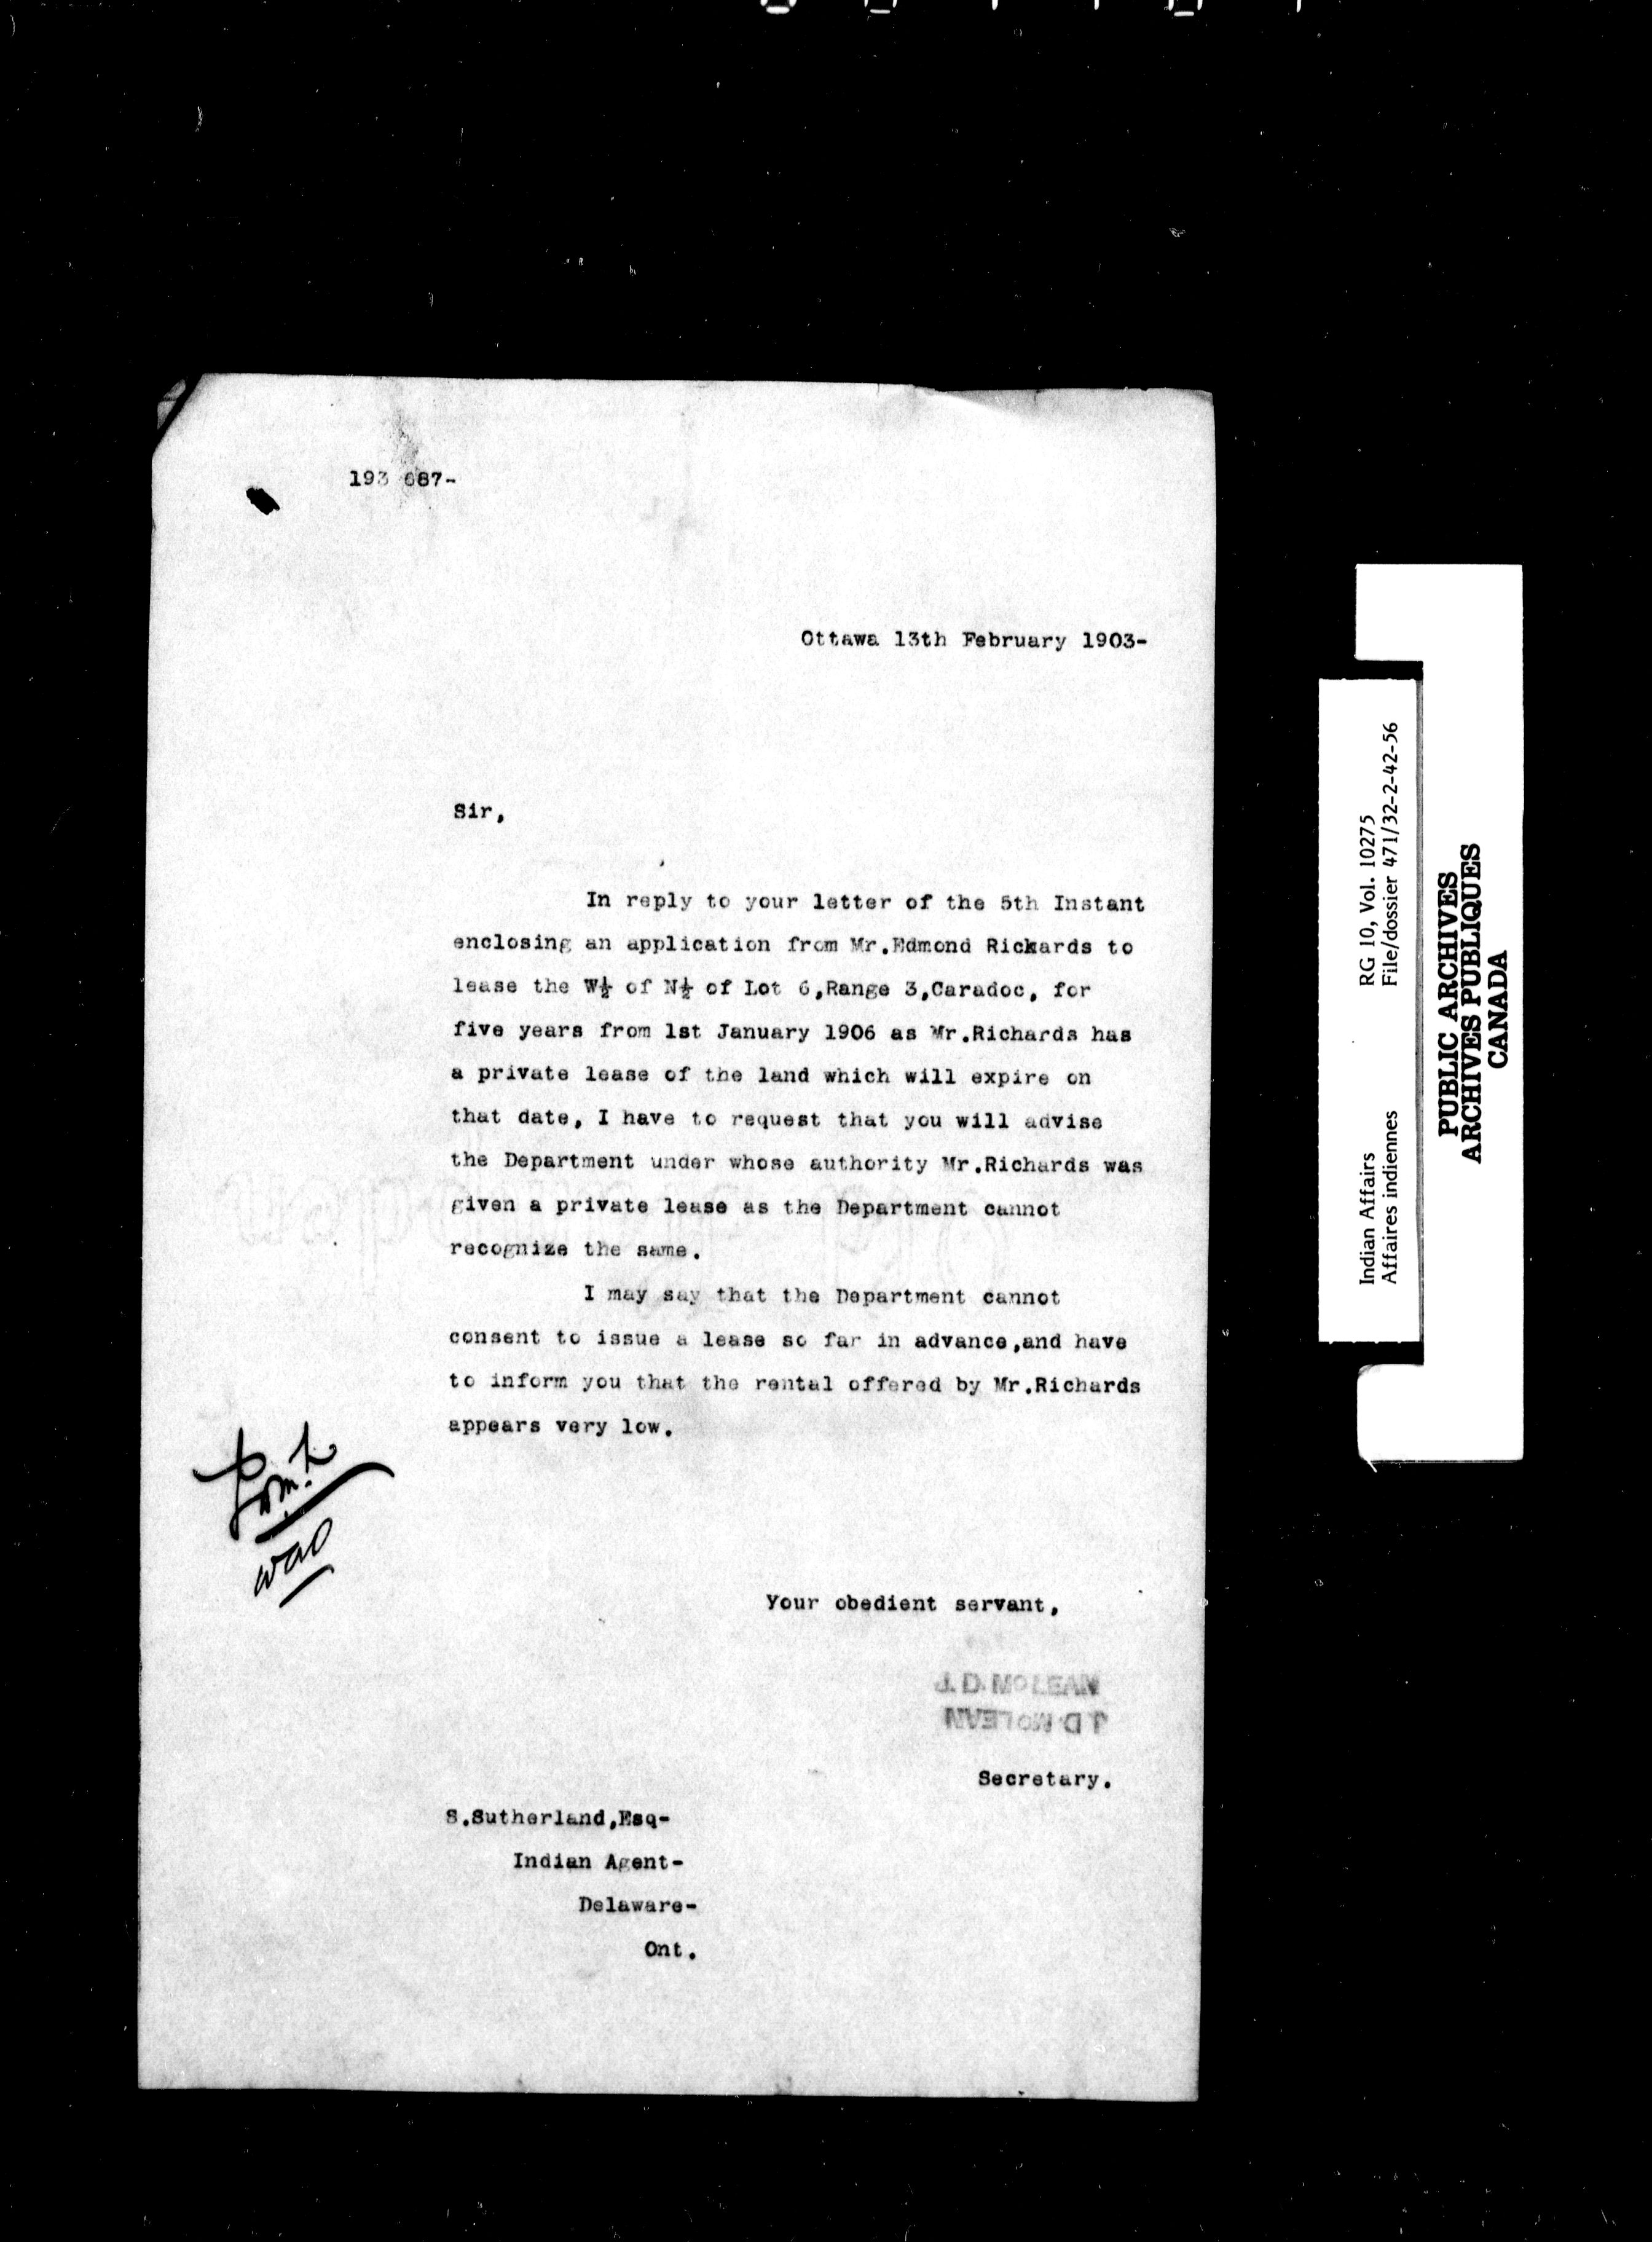 193 687-
Ottawa 13th February 1903-
Sir,
In reply to your letter of the 5th Instant
enclosing an application from Mr.Edmond Rickards to
lease the W½ of N½ of Lot 6,Range 3,Caradoc, for
five years from 1st January 1906 as Mr.Richards has
a private lease of the land which will expire on
that date, I have to request that you will advise
the Department under whose authority Mr.Richards was
given a private lease as the Department cannot
recognize the same.
I may say that the Department cannot
consent to issue a lease so far in advance,and have
to inform you that the rental offered by Mr.Richards
appears very low.
Your obedient servant,
J. D. McLEAN
J. D. McLEAN
Secretary.
S.Sutherland,Esq-
Indian Agent-
Delaware-
Ont.
Indian Affairs RG 10, Vol. 10275
Affaires indiennes File/dossier 471/32-2-42-56
PUBLIC ARCHIVES
ARCHIVES PUBLIQUES
CANADA